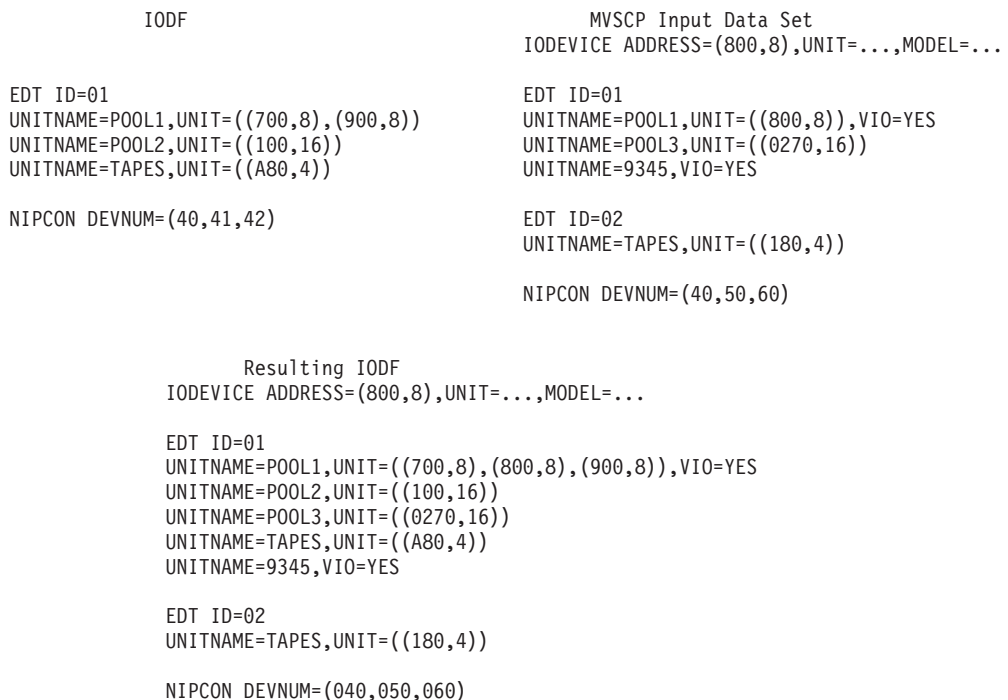 IODF
EDT ID=01
UNITNAME=POOL1,UNIT=((700,8),(900,8))
UNITNAME=POOL2,UNIT=((100,16))
UNITNAME=TAPES,UNIT=((A80,4))
NIPCON DEVNUM=(40,41,42)
MVSCP Input Data Set
IODEVICE ADDRESS=(800,8),UNIT=...,MODEL=...
EDT ID=01
UNITNAME=POOL1,UNIT=((800,8)),VIO=YES
UNITNAME=POOL3,UNIT=((0270,16))
UNITNAME=9345,VIO=YES
EDT ID=02
UNITNAME=TAPES,UNIT=((180,4))
NIPCON DEVNUM=(40,50,60)
Resulting IODF
IODEVICE ADDRESS=(800,8),UNIT=...,MODEL=...
EDT ID=01
UNITNAME=POOL1,UNIT=((700,8),(800,8),(900,8)),VIO=YES
UNITNAME=POOL2,UNIT=((100,16))
UNITNAME=POOL3,UNIT=((0270,16))
UNITNAME=TAPES,UNIT=((A80,4))
UNITNAME=9345,VIO=YES
EDT ID=02
UNITNAME=TAPES,UNIT=((180,4))
NIPCON DEVNUM=(040,050,060)